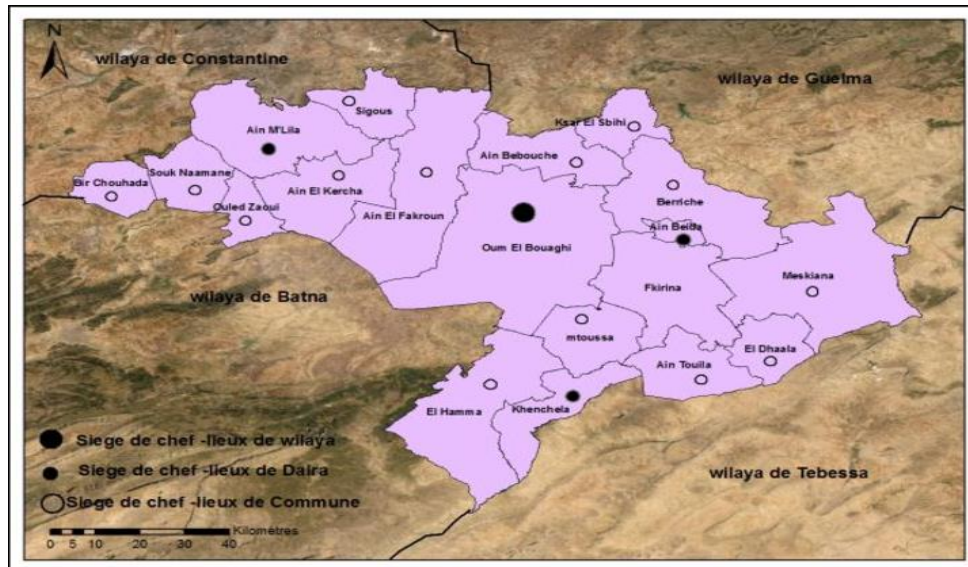 N
wilaya de Constantine
wilaya de Guelma
Sigous
Ksar El Sbihi
Ain M'Lila
Ain Bebouche
Souk Naamane
Bir Chouhada
Ain El Kercha
Berriche
Ouled Zaoui
Ain El Fakroun
Ain Beida
Oum El Bouaghi
Fkirina
Meskiana
wilaya de Batna
mtoussa
El Dhaala
Ain Touila
El Hamma
Khenchela
wilaya de Tebessa
Siege de chef -lieux de wilaya
Siege de chef -lieux de Daira
Siege de chef -lieux de Commune
Kilomètres
0 5 10 20 30 40